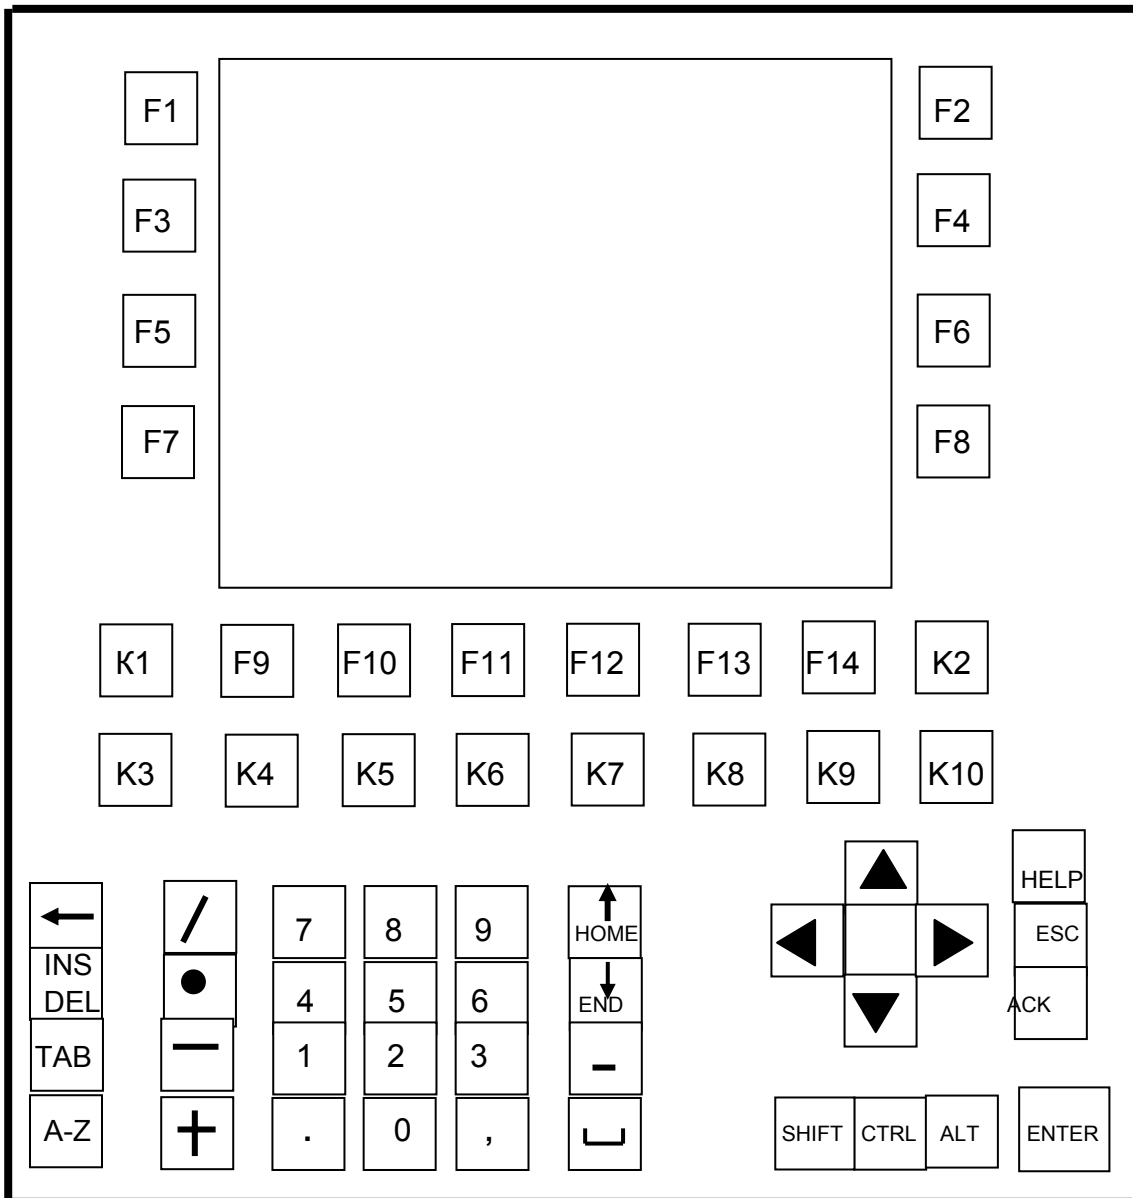 F1 F2
F3 F4
F5 F6
F7 F8
K1 F9 F10 F11 F12 F13 F14 K2
K3 K4 K5 K6 K7 K8 K9 K10
HELP
/ 7 8 9 HOME ESC
INS
DEL 4 5 6 END ACK
TAB — 1 2 3 -
A-Z + . 0 , SHIFT CTRL ALT ENTER